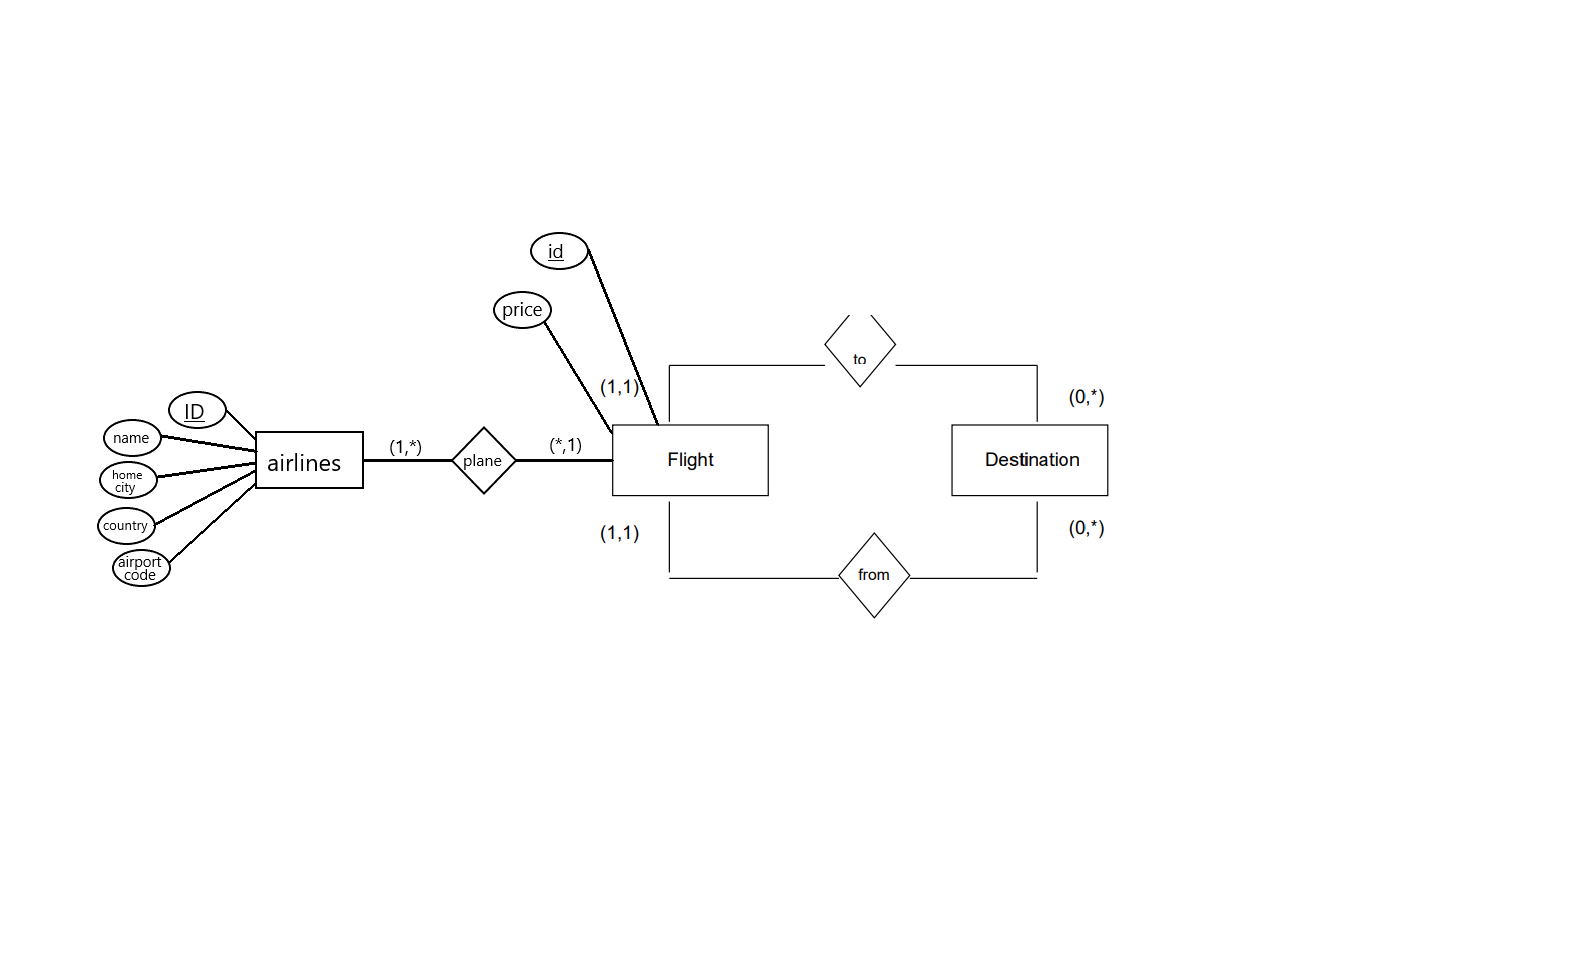 id
price
to
(1,1)
(0,*)
ID
name
home
city
country
airport
code
airlines
(1,*)
plane
(*,1)
Flight
Destination
(1,1)
(0,*)
from